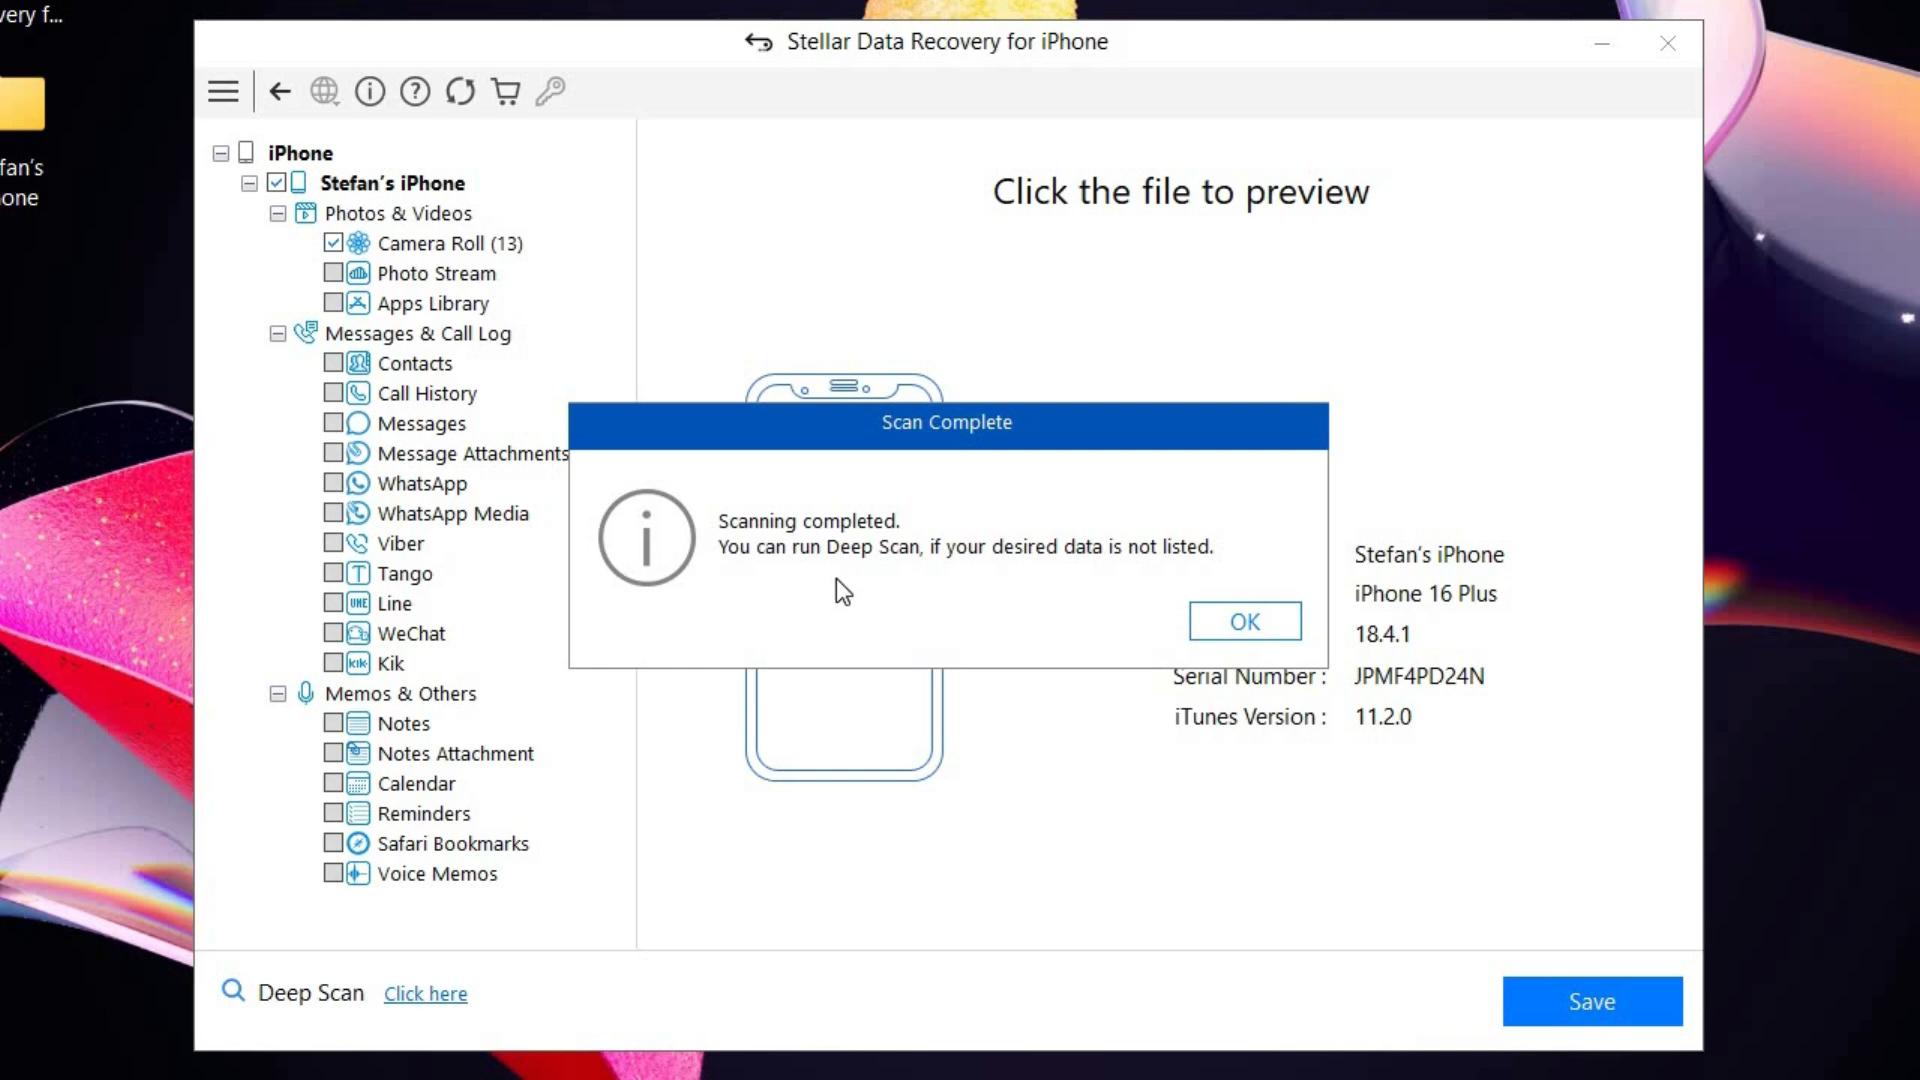 very f...
fan's
one
Stellar Data Recovery for iPhone
iPhone
Stefan's iPhone
Photos & Videos
Camera Roll (13)
Photo Stream
Apps Library
Messages & Call Log
Contacts
Call History
Messages
Message Attachments
WhatsApp
WhatsApp Media
Viber
Tango
LINE Line
WeChat
kik Kik
Memos & Others
Notes
Notes Attachment
Calendar
Reminders
Safari Bookmarks
Voice Memos
Click the file to preview
Scan Complete
Scanning completed.
You can run Deep Scan, if your desired data is not listed.
OK
Stefan's iPhone
iPhone 16 Plus
18.4.1
Serial Number : JPMF4PD24N
iTunes Version : 11.2.0
Deep Scan Click here
Save